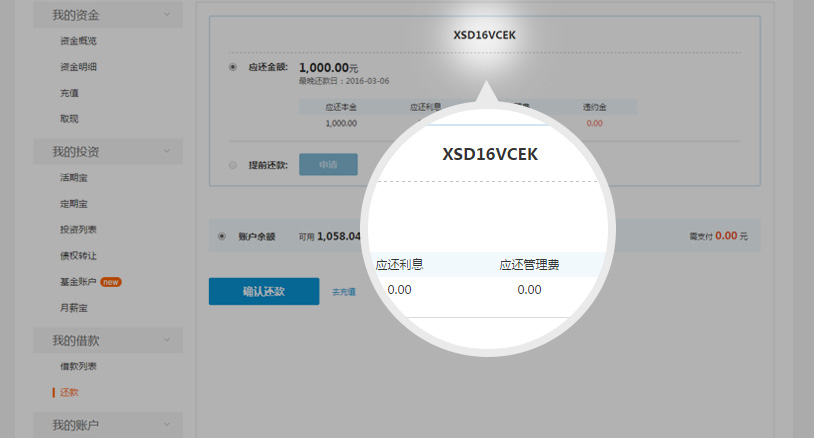 我的资金
资金概览
资金明细
充值
取现
我的投资
活期宝
定期宝
投资列表
债权转让
基金账户 new
月薪宝
我的借款
借款列表
还款
我的账户
XSD16VCEK
应还金额: 1,000.00元
最晚还款日：2016-03-06
应还本金 应还利息 违约金
1,000.00 0.00
提前还款: 申请
账户余额 可用 1,058.04 需支付 0.00 元
确认还款 去充值
XSD16VCEK
应还利息 应还管理费
0.00 0.00